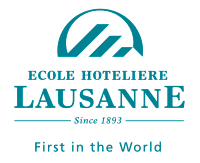 ECOLE HOTELIERE
LAUSANNE
Since 1893
First in the World